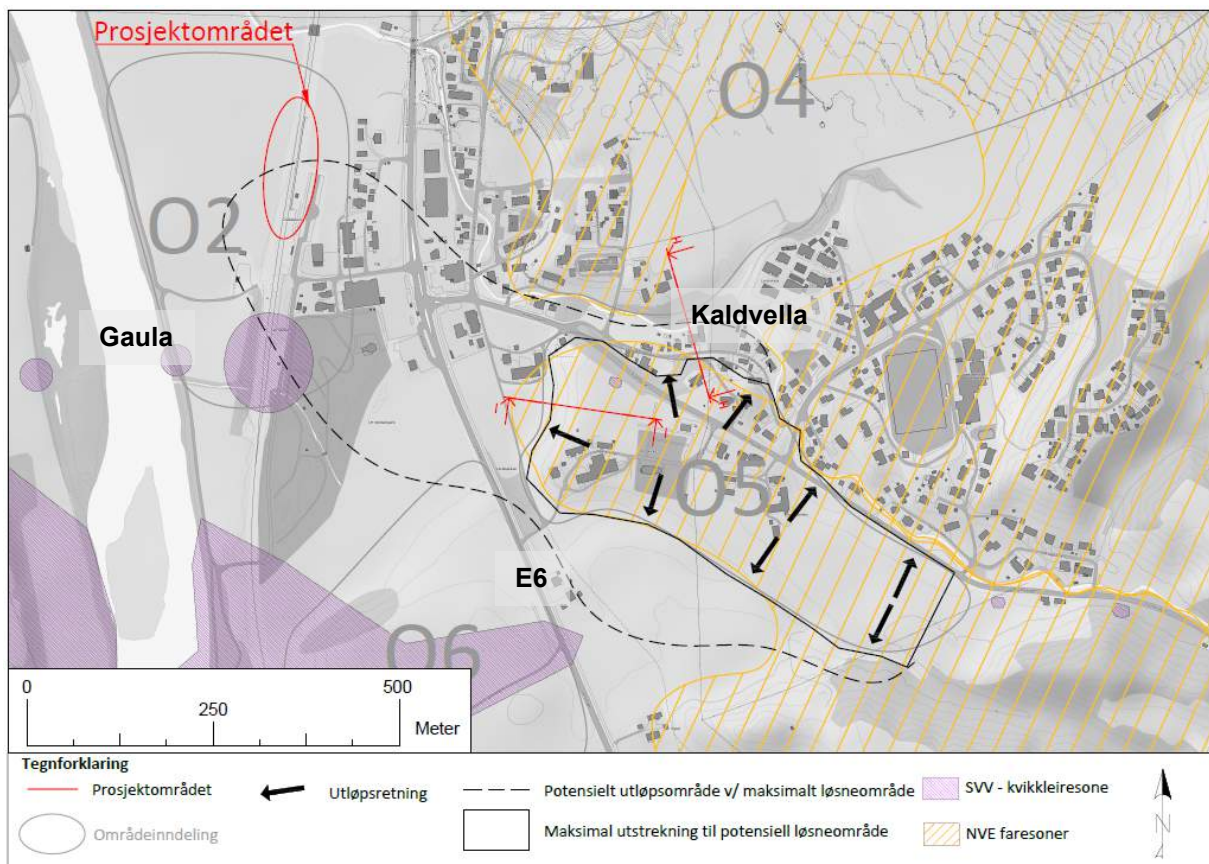 Prosjektområdet
O4
O2
Gaula
Kaldvella
H
H
I
I
O5
E6
O6
0
500
250
Meter
Tegnforklaring
Prosjektområdet
Utløpsretning
Potensielt utløpsområde v/ maksimalt løsneområde
SVV - kvikkleiresone
Områdeinndeling
Maksimal utstrekning til potensiell løsneområde
NVE faresoner
N